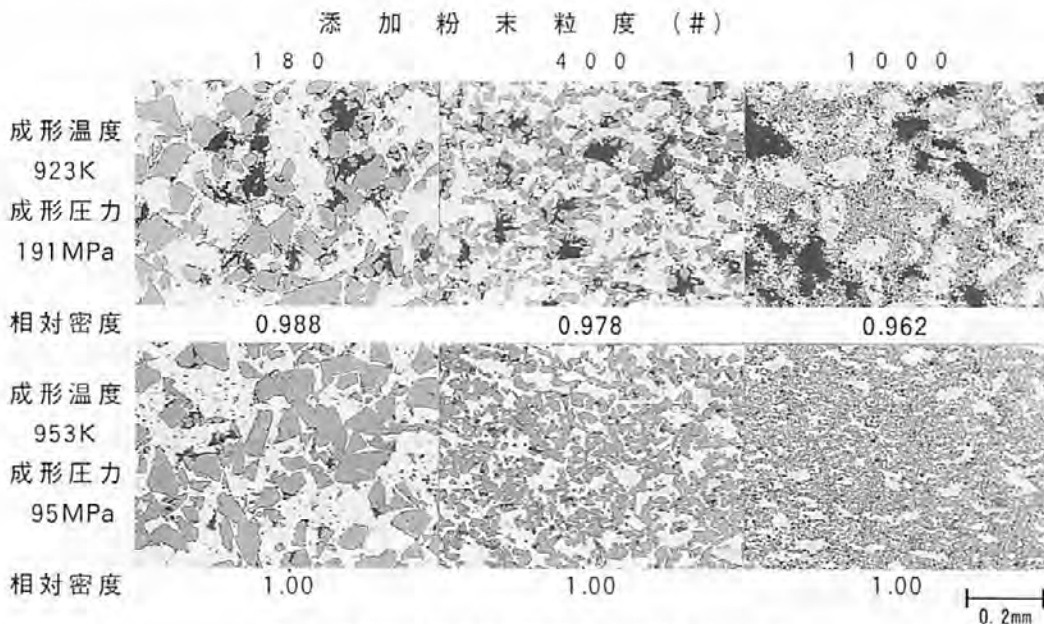 添加粉末粒度(#)
180 400 1000
成形温度
923K
成形圧力
191MPa
相対密度 0.988 0.978 0.962
成形温度
953K
成形圧力
95MPa
相対密度 1.00 1.00 1.00
0.2mm